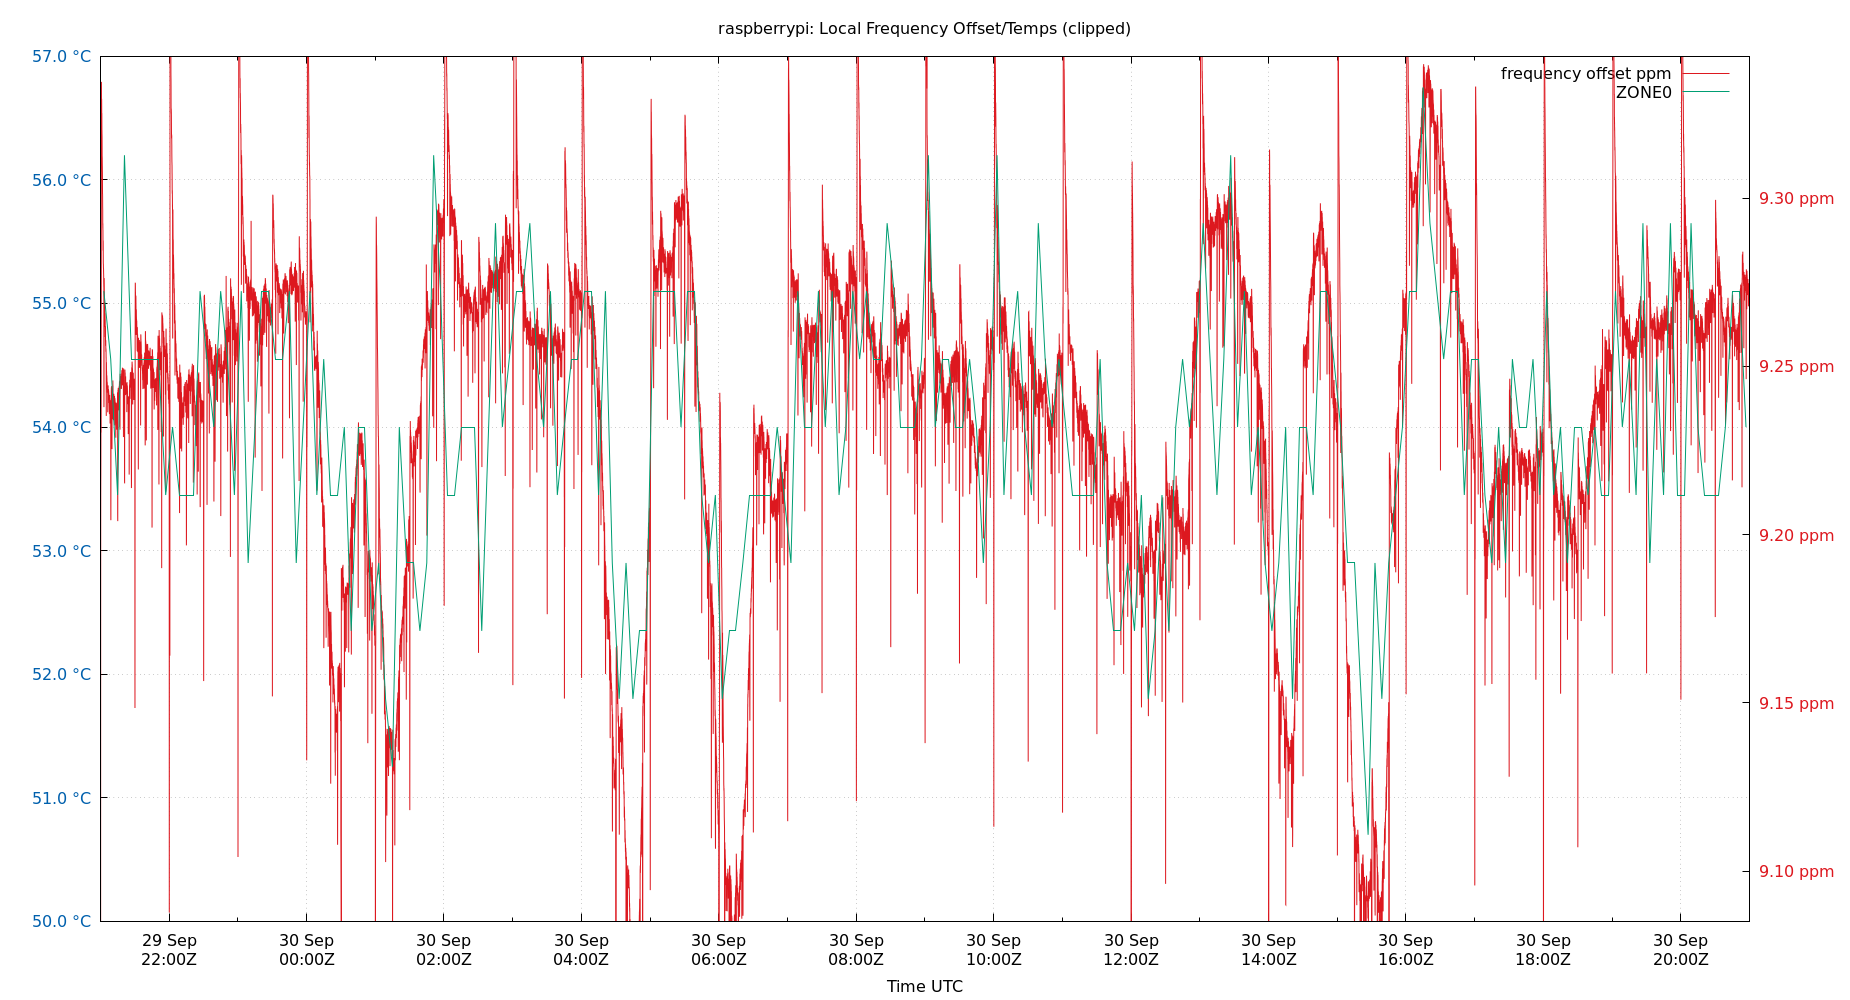 raspberrypi: Local Frequency Offset/Temps (clipped)
57.0 °C
56.0 °C
55.0 °C
54.0 °C
53.0 °C
52.0 °C
51.0 °C
50.0 °C
frequency offset ppm
ZONE0
9.30 ppm
9.25 ppm
9.20 ppm
9.15 ppm
9.10 ppm
29 Sep 30 Sep 30 Sep 30 Sep 30 Sep 30 Sep 30 Sep 30 Sep 30 Sep 30 Sep 30 Sep 30 Sep
22:00Z 00:00Z 02:00Z 04:00Z 06:00Z 08:00Z 10:00Z 12:00Z 14:00Z 16:00Z 18:00Z 20:00Z
Time UTC